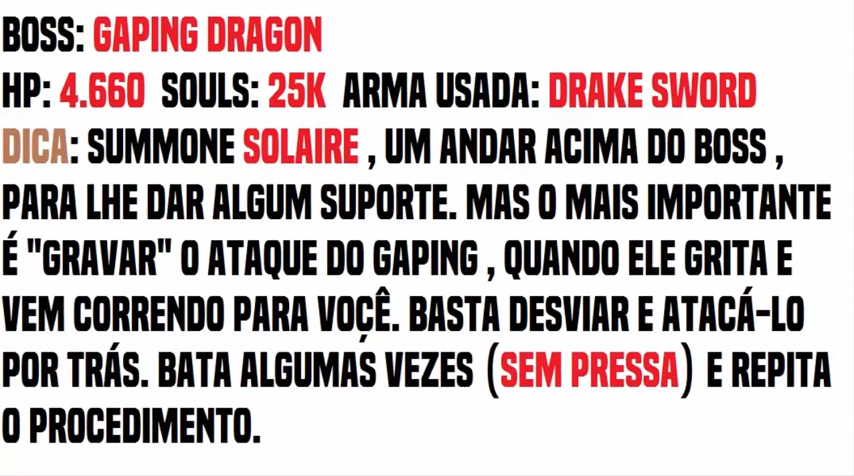 BOSS: GAPING DRAGON
HP: 4.660 SOULS: 25K ARMA USADA: DRAKE SWORD
DICA: SUMMONE SOLAIRE , UM ANDAR ACIMA DO BOSS ,
PARA LHE DAR ALGUM SUPORTE. MAS O MAIS IMPORTANTE
É "GRAVAR" O ATAQUE DO GAPING , QUANDO ELE GRITA E
VEM CORRENDO PARA VOÇÊ. BASTA DESVIAR E ATACÁ-LO
POR TRÁS. BATA ALGUMAS VEZES (SEM PRESSA) E REPITA
O PROCEDIMENTO.